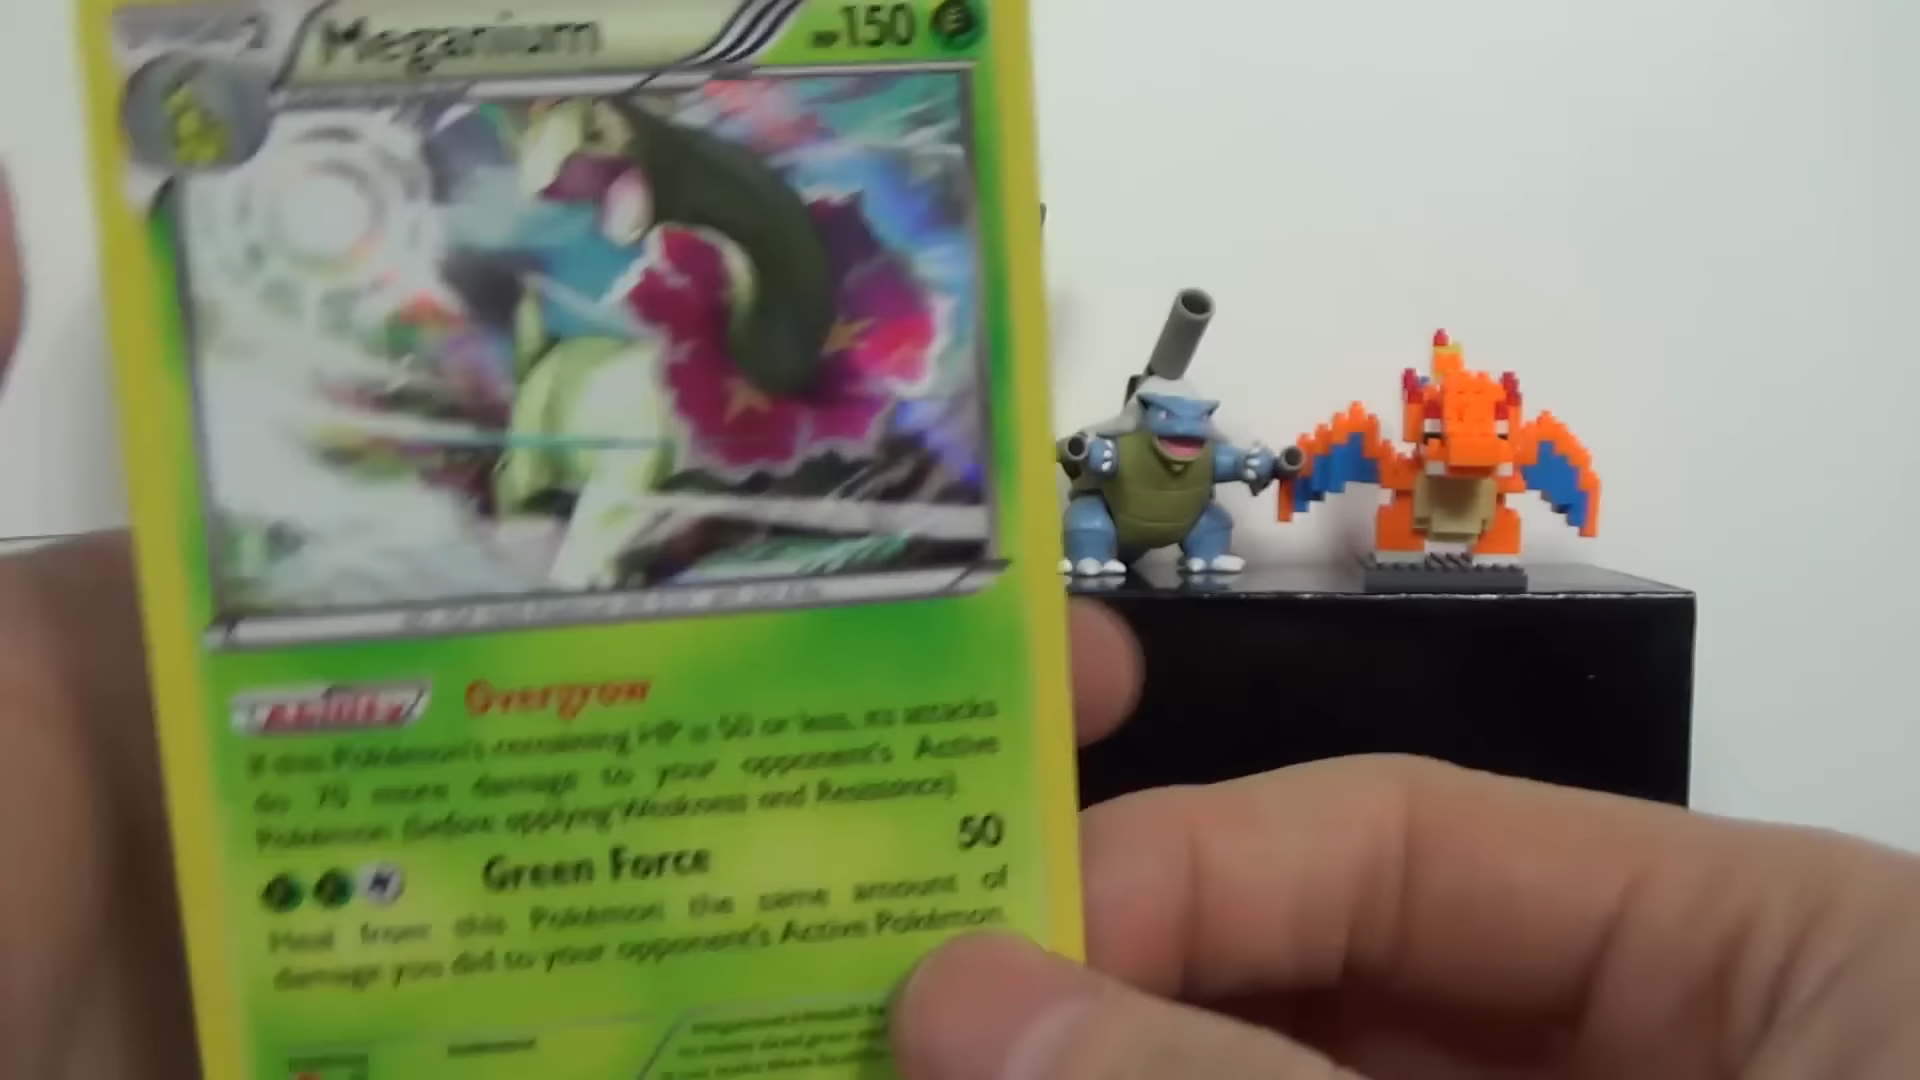 Meganium
HP150
Ability Overgrow
If this Pokémon's remaining HP is 50 or less, its attacks
do 70 more damage to your opponent's Active
Pokémon (before applying Weakness and Resistance).
Green Force 50
Heal from this Pokémon the same amount of
damage you did to your opponent's Active Pokémon.